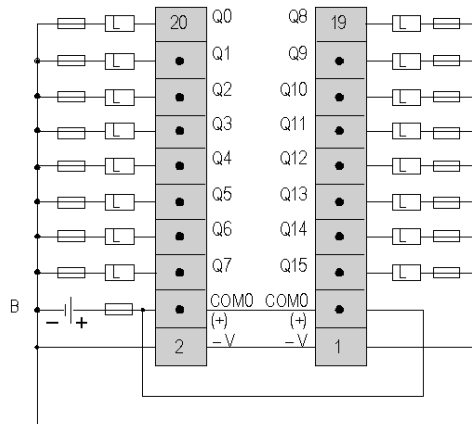 20 Q0 Q8 19
L L
Q1 Q9
L L
Q2 Q10
L L
Q3 Q11
L L
Q4 Q12
L L
Q5 Q13
L L
Q6 Q14
L L
Q7 Q15
L L
B − + COM0 COM0
(+) (+)
2 −V −V 1